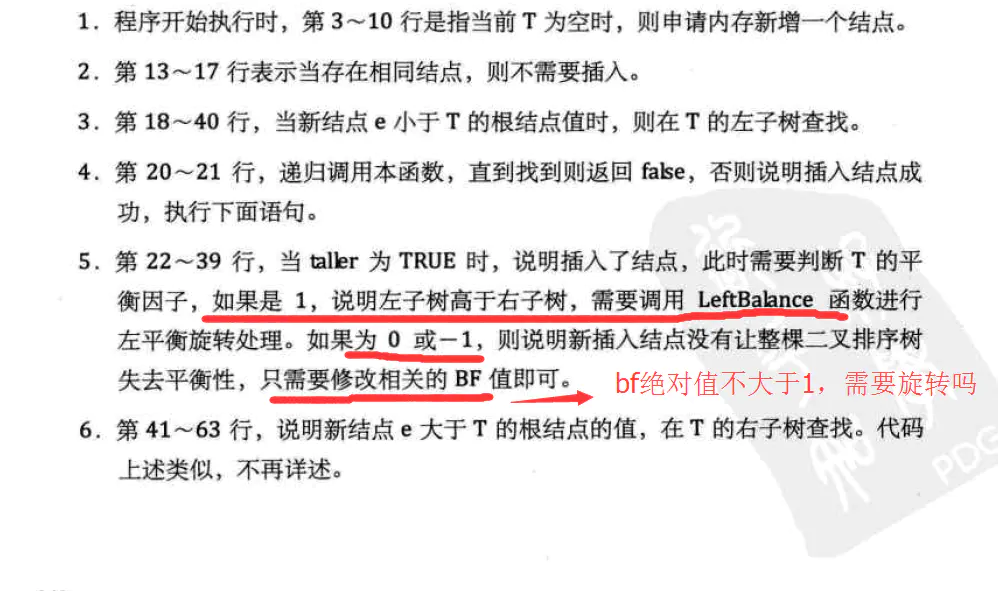 1. 程序开始执行时，第 3～10 行是指当前 T 为空时，则申请内存新增一个结点。
2. 第 13～17 行表示当存在相同结点，则不需要插入。
3. 第 18～40 行，当新结点 e 小于 T 的根结点值时，则在 T 的左子树查找。
4. 第 20～21 行，递归调用本函数，直到找到则返回 false，否则说明插入结点成
功，执行下面语句。
5. 第 22～39 行，当 taller 为 TRUE 时，说明插入了结点，此时需要判断 T 的平
衡因子，如果是 1，说明左子树高于右子树，需要调用 LeftBalance 函数进行
左平衡旋转处理。如果为 0 或－1，则说明新插入结点没有让整棵二叉排序树
失去平衡性，只需要修改相关的 BF 值即可。
bf绝对值不大于1，需要旋转吗
6. 第 41～63 行，说明新结点 e 大于 T 的根结点的值，在 T 的右子树查找。代码
上述类似，不再详述。
PDG